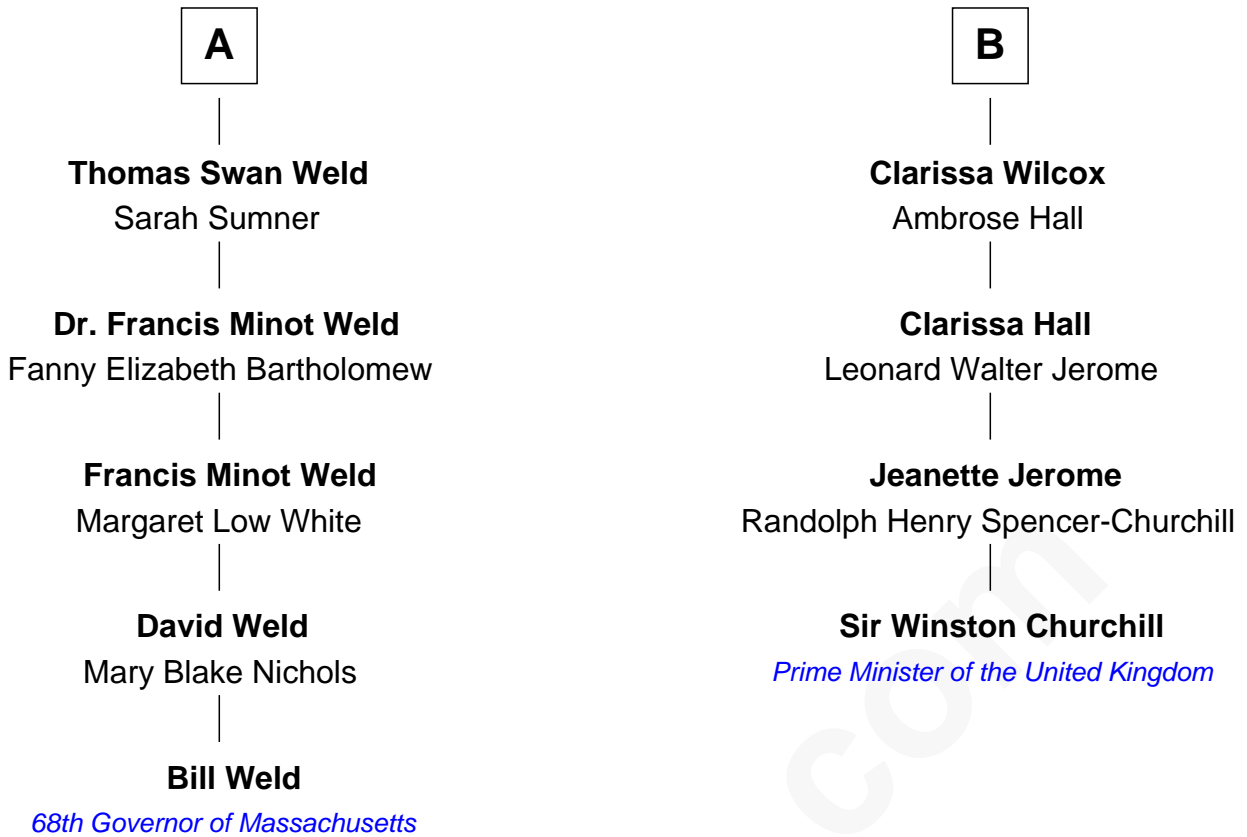 A
Thomas Swan Weld
Sarah Sumner
Dr. Francis Minot Weld
Fanny Elizabeth Bartholomew
Francis Minot Weld
Margaret Low White
David Weld
Mary Blake Nichols
Bill Weld
68th Governor of Massachusetts
B
Clarissa Wilcox
Ambrose Hall
Clarissa Hall
Leonard Walter Jerome
Jeanette Jerome
Randolph Henry Spencer-Churchill
Sir Winston Churchill
Prime Minister of the United Kingdom
com